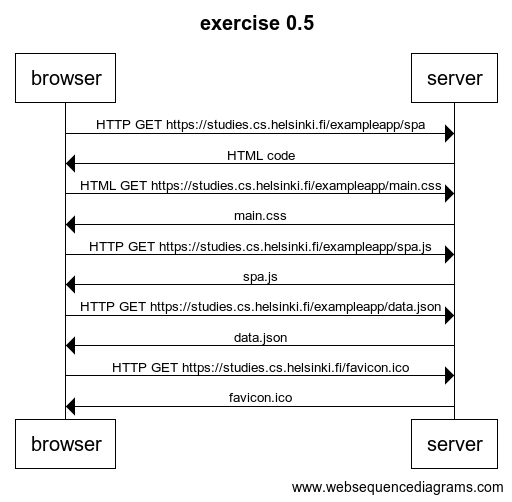 exercise 0.5
browser
server
HTTP GET https://studies.cs.helsinki.fi/exampleapp/spa
HTML code
HTML GET https://studies.cs.helsinki.fi/exampleapp/main.css
main.css
HTTP GET https://studies.cs.helsinki.fi/exampleapp/spa.js
spa.js
HTTP GET https://studies.cs.helsinki.fi/exampleapp/data.json
data.json
HTTP GET https://studies.cs.helsinki.fi/favicon.ico
favicon.ico
browser
server
www.websequencediagrams.com